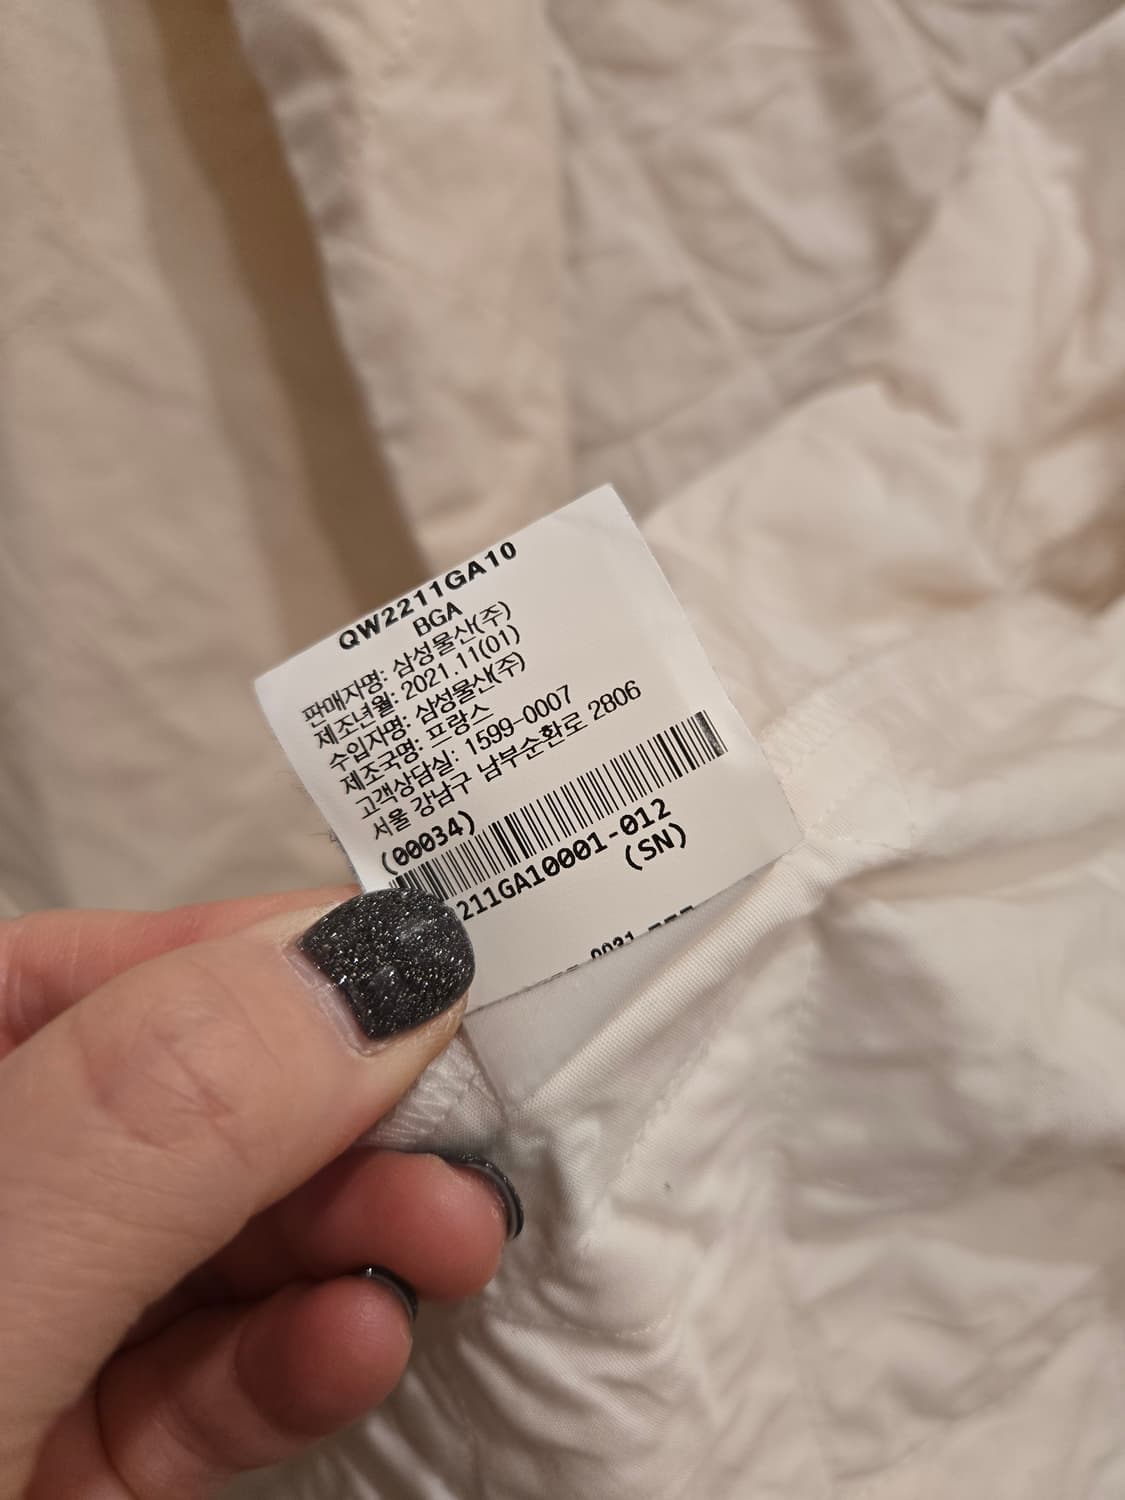 QW2211GA10
BGA
판매자명: 삼성물산(주)
제조년월: 2021.11(01)
수입자명: 삼성물산(주)
제조국명: 프랑스
고객상담실: 1599-0007
서울 강남구 남부순환로 2806
(00034)
211GA10001-012
(SN)